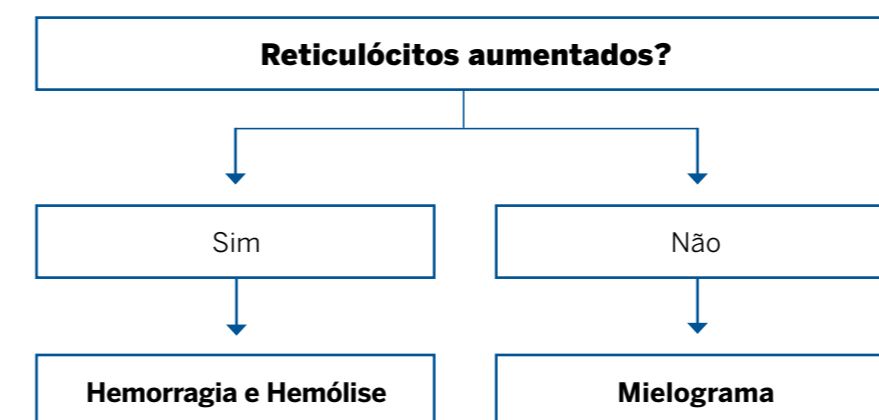 Reticulócitos aumentados?
Sim
Não
Hemorragia e Hemólise
Mielograma